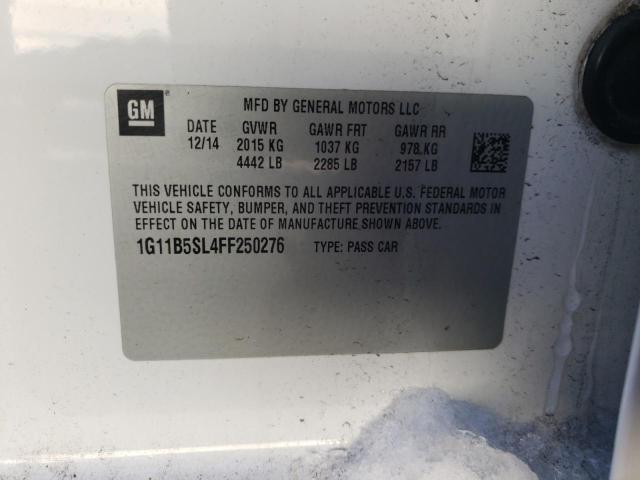 GM MFD BY GENERAL MOTORS LLC
DATE GVWR GAWR FRT GAWR RR
12/14 2015 KG 1037 KG 978 KG
4442 LB 2285 LB 2157 LB
THIS VEHICLE CONFORMS TO ALL APPLICABLE U.S. FEDERAL MOTOR
VEHICLE SAFETY, BUMPER, AND THEFT PREVENTION STANDARDS IN
EFFECT ON THE DATE OF MANUFACTURE SHOWN ABOVE.
1G11B5SL4FF250276 TYPE: PASS CAR